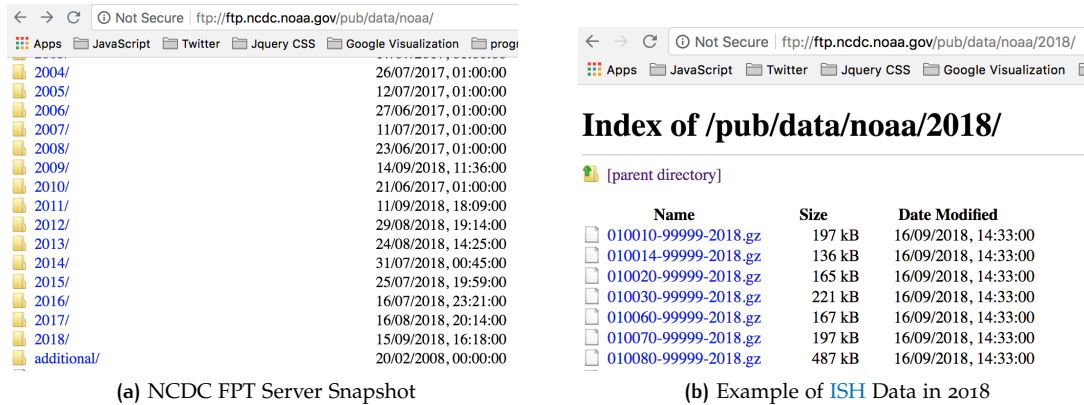 Not Secure | ftp://ftp.ncdc.noaa.gov/pub/data/noaa/
Apps JavaScript Twitter Jquery CSS Google Visualization
2004/ 26/07/2017, 01:00:00
2005/ 12/07/2017, 01:00:00
2006/ 27/06/2017, 01:00:00
2007/ 11/07/2017, 01:00:00
2008/ 23/06/2017, 01:00:00
2009/ 14/09/2018, 11:36:00
2010/ 21/06/2017, 01:00:00
2011/ 11/09/2018, 18:09:00
2012/ 29/08/2018, 19:14:00
2013/ 24/08/2018, 14:25:00
2014/ 31/07/2018, 00:45:00
2015/ 25/07/2018, 19:59:00
2016/ 16/07/2018, 23:21:00
2017/ 16/08/2018, 20:14:00
2018/ 15/09/2018, 16:18:00
additional/ 20/02/2008, 00:00:00
(a) NCDC FPT Server Snapshot
Not Secure | ftp://ftp.ncdc.noaa.gov/pub/data/noaa/2018/
Apps JavaScript Twitter Jquery CSS Google Visualization
Index of /pub/data/noaa/2018/
[parent directory]
Name Size Date Modified
010010-99999-2018.gz 197 kB 16/09/2018, 14:33:00
010014-99999-2018.gz 136 kB 16/09/2018, 14:33:00
010020-99999-2018.gz 165 kB 16/09/2018, 14:33:00
010030-99999-2018.gz 221 kB 16/09/2018, 14:33:00
010060-99999-2018.gz 167 kB 16/09/2018, 14:33:00
010070-99999-2018.gz 197 kB 16/09/2018, 14:33:00
010080-99999-2018.gz 487 kB 16/09/2018, 14:33:00
(b) Example of ISH Data in 2018